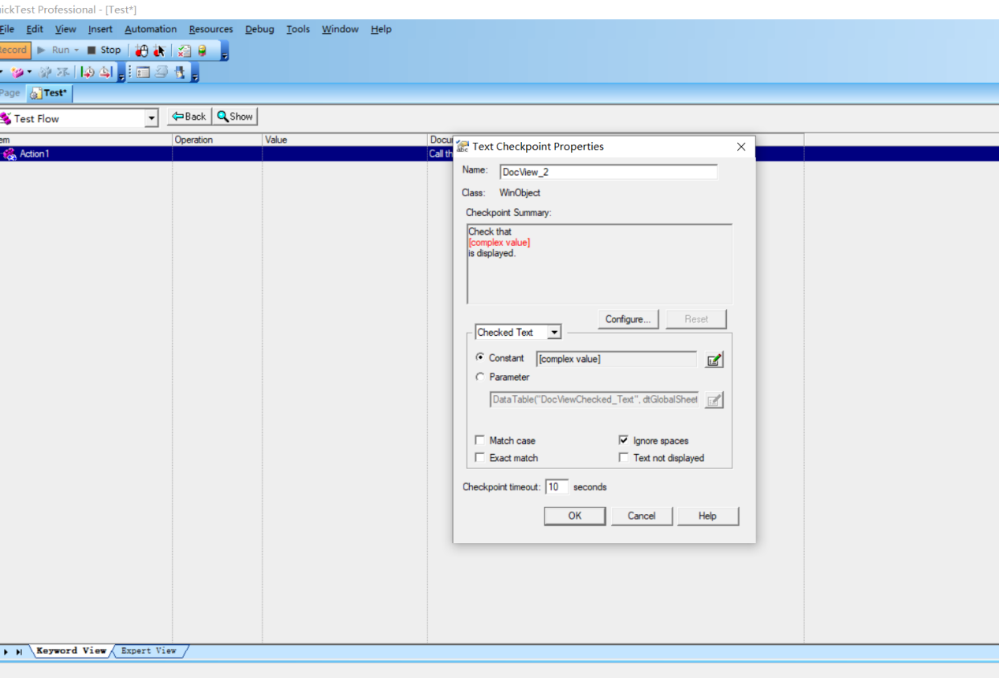 uickTest Professional - [Test*]
File Edit View Insert Automation Resources Debug Tools Window Help
Record Run Stop
Page Test*
Test Flow Back Show
em Operation Value Docu
Action1 Call th
Text Checkpoint Properties
Name: DocView_2
Class: WinObject
Checkpoint Summary:
Check that
[complex value]
is displayed.
Configure... Reset
Checked Text
Constant [complex value]
Parameter
DataTable("DocViewChecked_Text", dtGlobalSheet
Match case Ignore spaces
Exact match Text not displayed
Checkpoint timeout: 10 seconds
OK Cancel Help
Keyword View Expert View